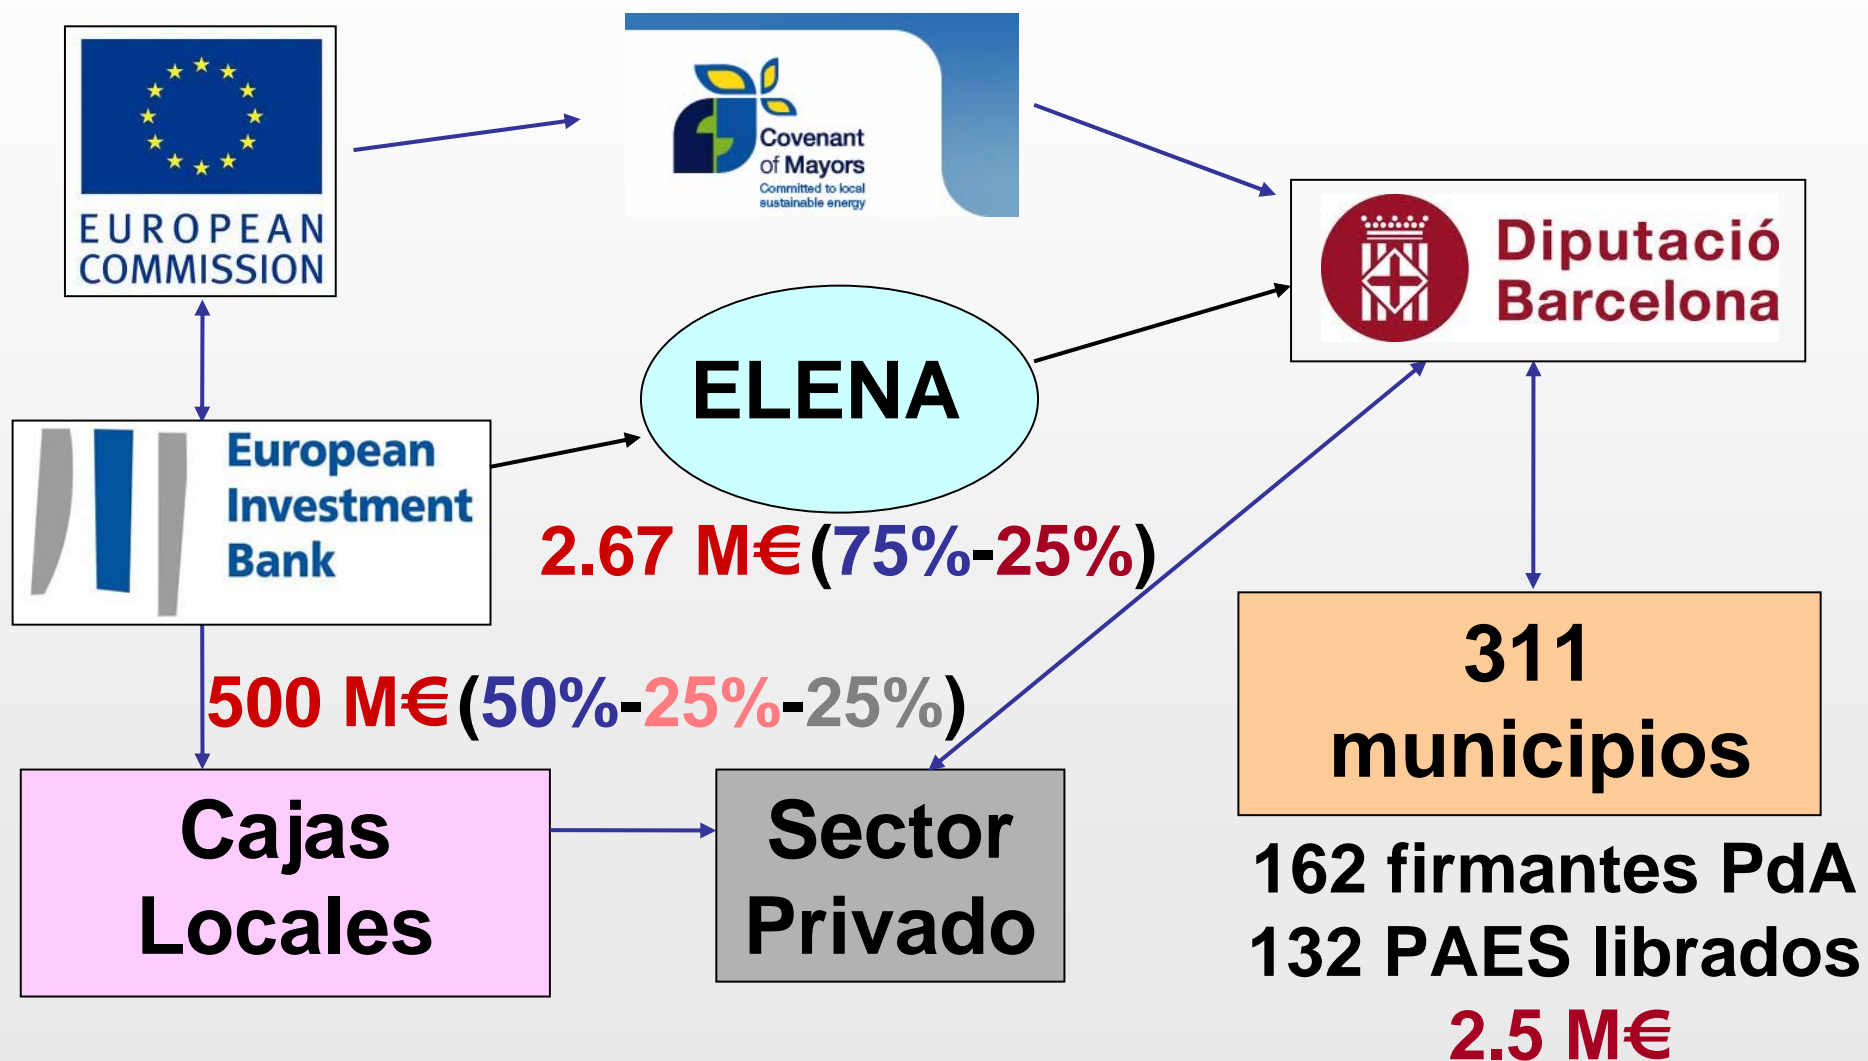 EUROPEAN
COMMISSION
Covenant
of Mayors
Committed to local
sustainable energy
Diputació
Barcelona
ELENA
European
Investment
Bank
2.67 M€(75%-25%)
500 M€(50%-25%-25%)
311
municipios
Cajas
Locales
Sector
Privado
162 firmantes PdA
132 PAES librados
2.5 M€